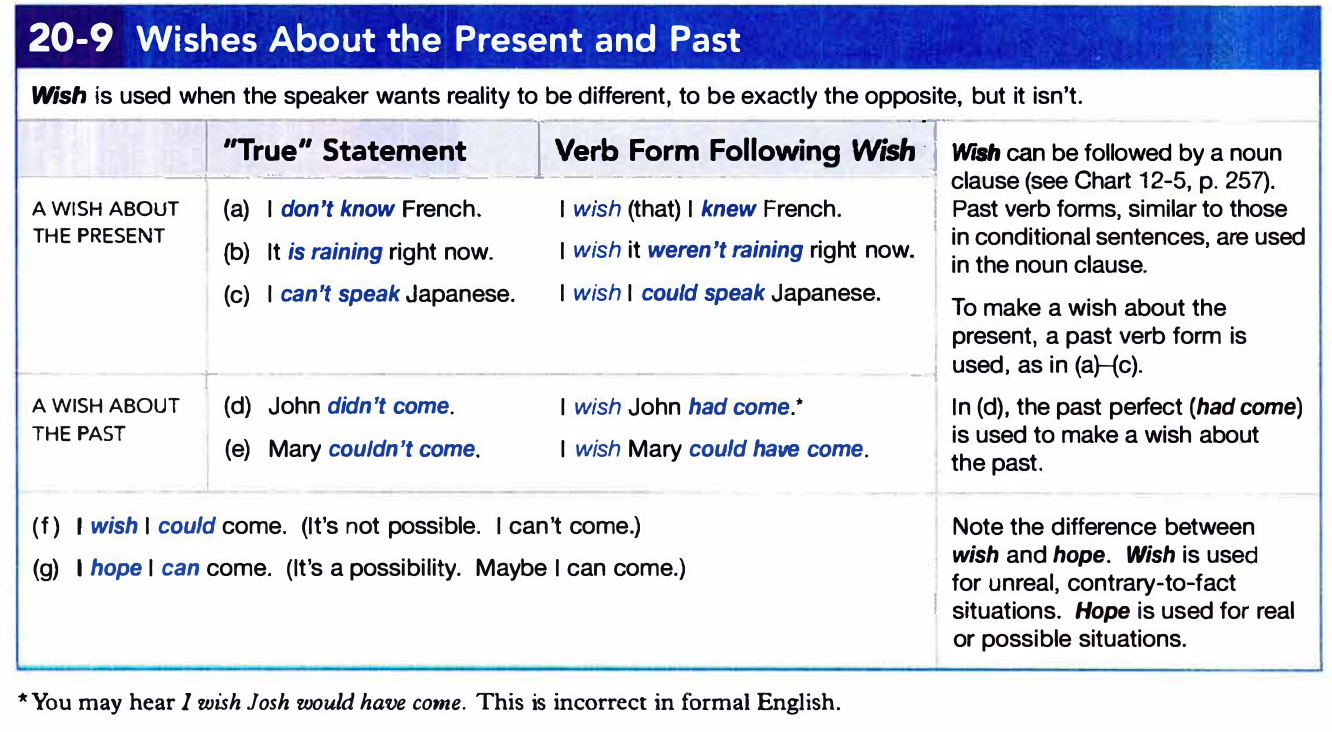 20-9 Wishes About the Present and Past
Wish is used when the speaker wants reality to be different, to be exactly the opposite, but it isn't.
"True" Statement
Verb Form Following Wish
A WISH ABOUT
THE PRESENT
(a) I don't know French.
I wish (that) I knew French.
(b) It is raining right now.
I wish it weren't raining right now.
(c) I can't speak Japanese.
I wish I could speak Japanese.
Wish can be followed by a noun
clause (see Chart 12-5, p. 257).
Past verb forms, similar to those
in conditional sentences, are used
in the noun clause.
To make a wish about the
present, a past verb form is
used, as in (a)–(c).
A WISH ABOUT
THE PAST
(d) John didn't come.
I wish John had come.*
(e) Mary couldn't come.
I wish Mary could have come.
In (d), the past perfect (had come)
is used to make a wish about
the past.
(f) I wish I could come. (It's not possible. I can't come.)
(g) I hope I can come. (It's a possibility. Maybe I can come.)
Note the difference between
wish and hope. Wish is used
for unreal, contrary-to-fact
situations. Hope is used for real
or possible situations.
*You may hear I wish Josh would have come. This is incorrect in formal English.